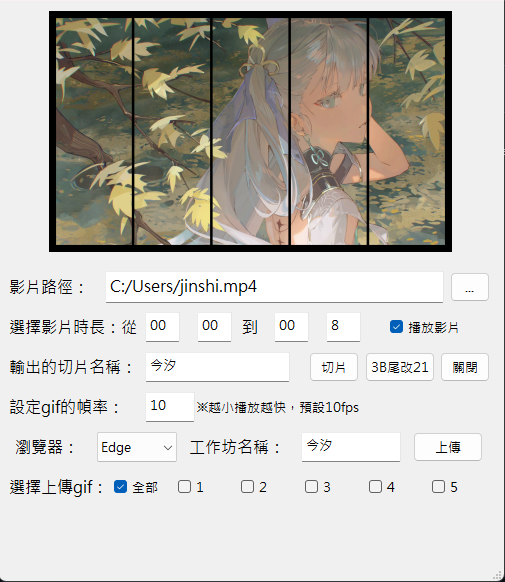 影片路徑： C:/Users/jinshi.mp4 ...
選擇影片時長：從 00 00 到 00 8 播放影片
輸出的切片名稱： 今汐 切片 3B尾改21 關閉
設定gif的幀率： 10 ※越小播放越快，預設10fps
瀏覽器： Edge 工作坊名稱： 今汐 上傳
選擇上傳gif： 全部 1 2 3 4 5